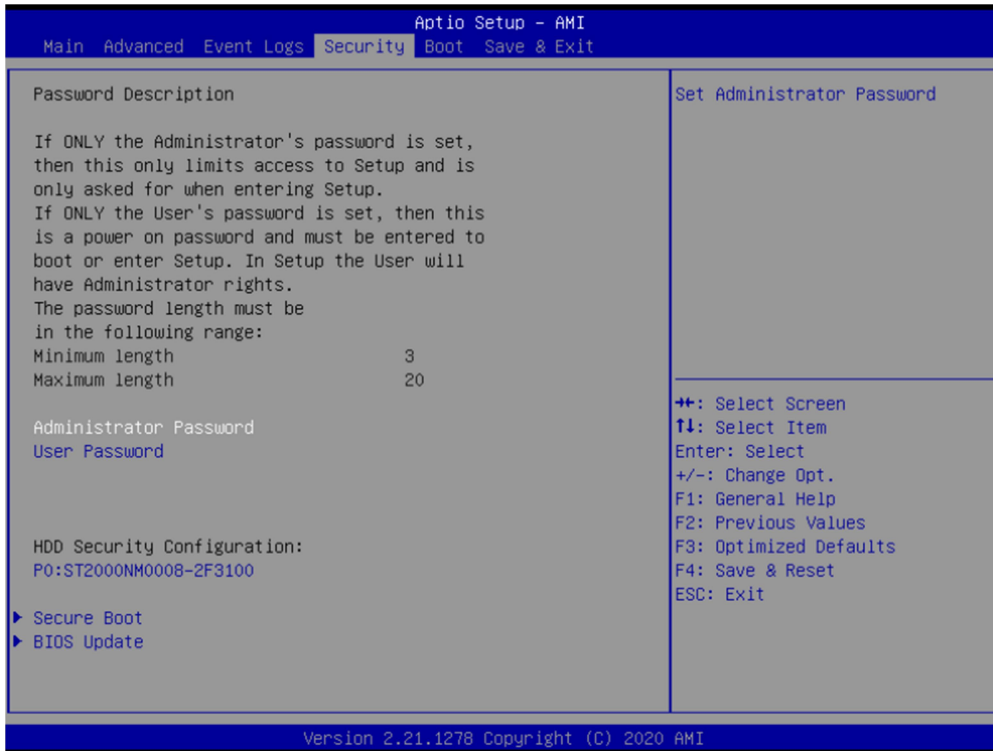 Aptio Setup - AMI
Main Advanced Event Logs Security Boot Save & Exit
Password Description
If ONLY the Administrator's password is set,
then this only limits access to Setup and is
only asked for when entering Setup.
If ONLY the User's password is set, then this
is a power on password and must be entered to
boot or enter Setup. In Setup the User will
have Administrator rights.
The password length must be
in the following range:
Minimum length 3
Maximum length 20
Administrator Password
User Password
HDD Security Configuration:
P0:ST2000NM0008-2F3100
Secure Boot
BIOS Update
Set Administrator Password
→←: Select Screen
↑↓: Select Item
Enter: Select
+/-: Change Opt.
F1: General Help
F2: Previous Values
F3: Optimized Defaults
F4: Save & Reset
ESC: Exit
Version 2.21.1278 Copyright (C) 2020 AMI